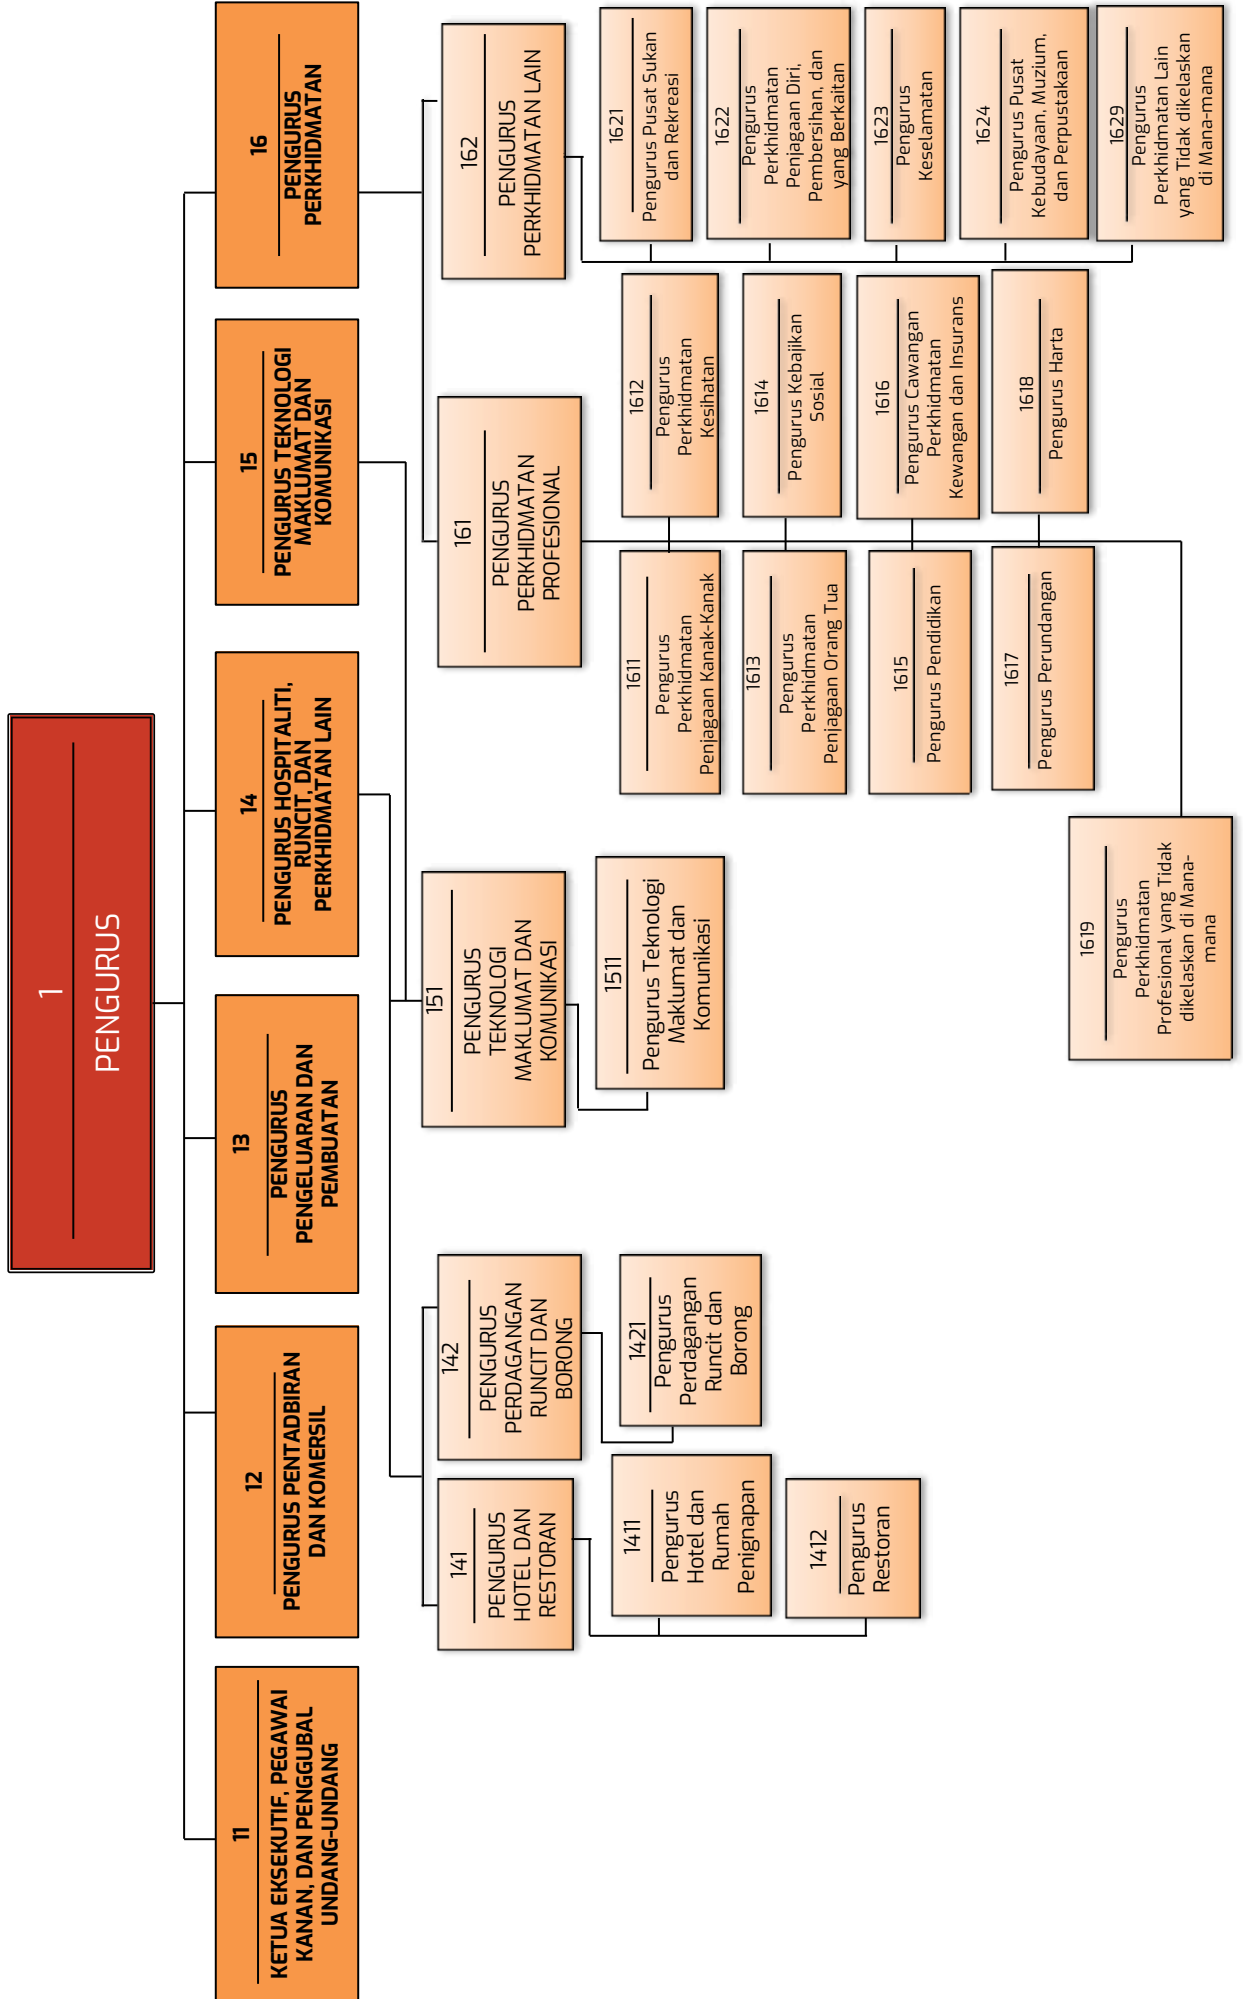 1
PENGURUS
11
KETUA EKSEKUTIF, PEGAWAI
KANAN, DAN PENGGUBAL
UNDANG-UNDANG
12
PENGURUS PENTADBIRAN
DAN KOMERSIL
13
PENGURUS
PENGELUARAN DAN
PEMBUATAN
14
PENGURUS HOSPITALITI,
RUNCIT, DAN
PERKHIDMATAN LAIN
15
PENGURUS TEKNOLOGI
MAKLUMAT DAN
KOMUNIKASI
16
PENGURUS
PERKHIDMATAN
141
PENGURUS
HOTEL DAN
RESTORAN
142
PENGURUS
PERDAGANGAN
RUNCIT DAN
BORONG
151
PENGURUS
TEKNOLOGI
MAKLUMAT DAN
KOMUNIKASI
161
PENGURUS
PERKHIDMATAN
PROFESIONAL
162
PENGURUS
PERKHIDMATAN LAIN
1411
Pengurus
Hotel dan
Rumah
Penignapan
1412
Pengurus
Restoran
1421
Pengurus
Perdagangan
Runcit dan
Borong
1511
Pengurus Teknologi
Maklumat dan
Komunikasi
1611
Pengurus
Perkhidmatan
Penjagaan Kanak-Kanak
1612
Pengurus
Perkhidmatan
Kesihatan
1613
Pengurus
Perkhidmatan
Penjagaan Orang Tua
1614
Pengurus Kebajikan
Sosial
1615
Pengurus Pendidikan
1616
Pengurus Cawangan
Perkhidmatan
Kewangan dan Insurans
1617
Pengurus Perundangan
1618
Pengurus Harta
1619
Pengurus
Perkhidmatan
Profesional yang Tidak
dikelaskan di Mana-
mana
1621
Pengurus Pusat Sukan
dan Rekreasi
1622
Pengurus
Perkhidmatan
Penjagaan Diri,
Pembersihan, dan
yang Berkaitan
1623
Pengurus
Keselamatan
1624
Pengurus Pusat
Kebudayaan, Muzium,
dan Perpustakaan
1629
Pengurus
Perkhidmatan Lain
yang Tidak dikelaskan
di Mana-mana